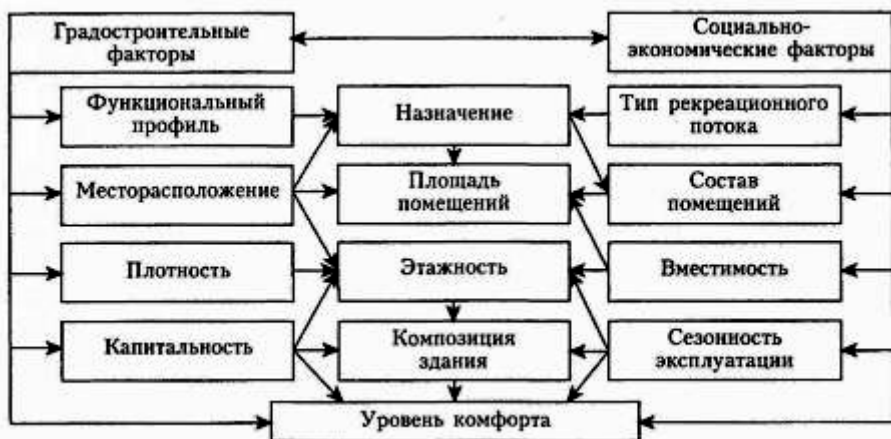 Градостроительные
факторы
Социально-
экономические факторы
Функциональный
профиль
Назначение
Тип рекреационного
потока
Месторасположение
Площадь
помещений
Состав
помещений
Плотность
Этажность
Вместимость
Капитальность
Композиция
здания
Сезонность
эксплуатации
Уровень комфорта